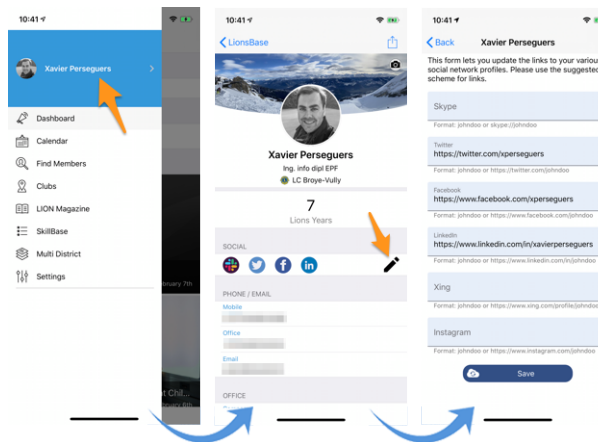 10:41
Xavier Perseguers
Dashboard
Calendar
Find Members
Clubs
LION Magazine
SkillBase
Multi District
Settings
bruary 7th
t Chil...
bruary 6th
10:41
LionsBase
Xavier Perseguers
Ing. info dipl EPF
LC Broye-Vully
7
Lions Years
SOCIAL
PHONE / EMAIL
Mobile
Office
Email
OFFICE
10:41
Back
Xavier Perseguers
This form lets you update the links to your variou
social network profiles. Please use the suggested
scheme for links.
Skype
Format: johndoo or skype://johndoo
Twitter
https://twitter.com/xperseguers
Format: johndoo or https://twitter.com/johndoo
Facebook
https://www.facebook.com/xperseguers
Format: johndoo or https://www.facebook.com/johndoo
LinkedIn
https://www.linkedin.com/in/xavierperseguers
Format: johndoo or https://www.linkedin.com/in/johndoo
Xing
Format: johndoo or https://www.xing.com/profile/johndoo
Instagram
Format: johndoo or https://www.instagram.com/johndoo
Save